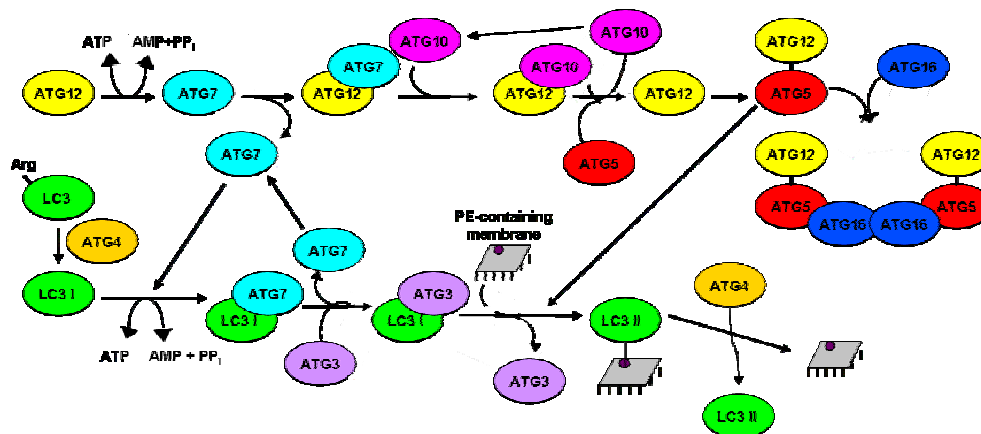 ATP AMP+PPi
ATG12
ATG7
ATG12
ATG7
ATG10
ATG12
ATG10
ATG10
ATG12
ATG12
ATG5
ATG16
ATG7
ATG5
ATG12
ATG5
ATG16
ATG16
ATG5
ATG12
Arg
LC3
ATG4
LC3 I
ATP AMP + PPi
ATG7
LC3 I
ATG7
ATG3
ATG3
LC3 I
PE-containing
membrane
ATG3
LC3 II
ATG4
LC3 II